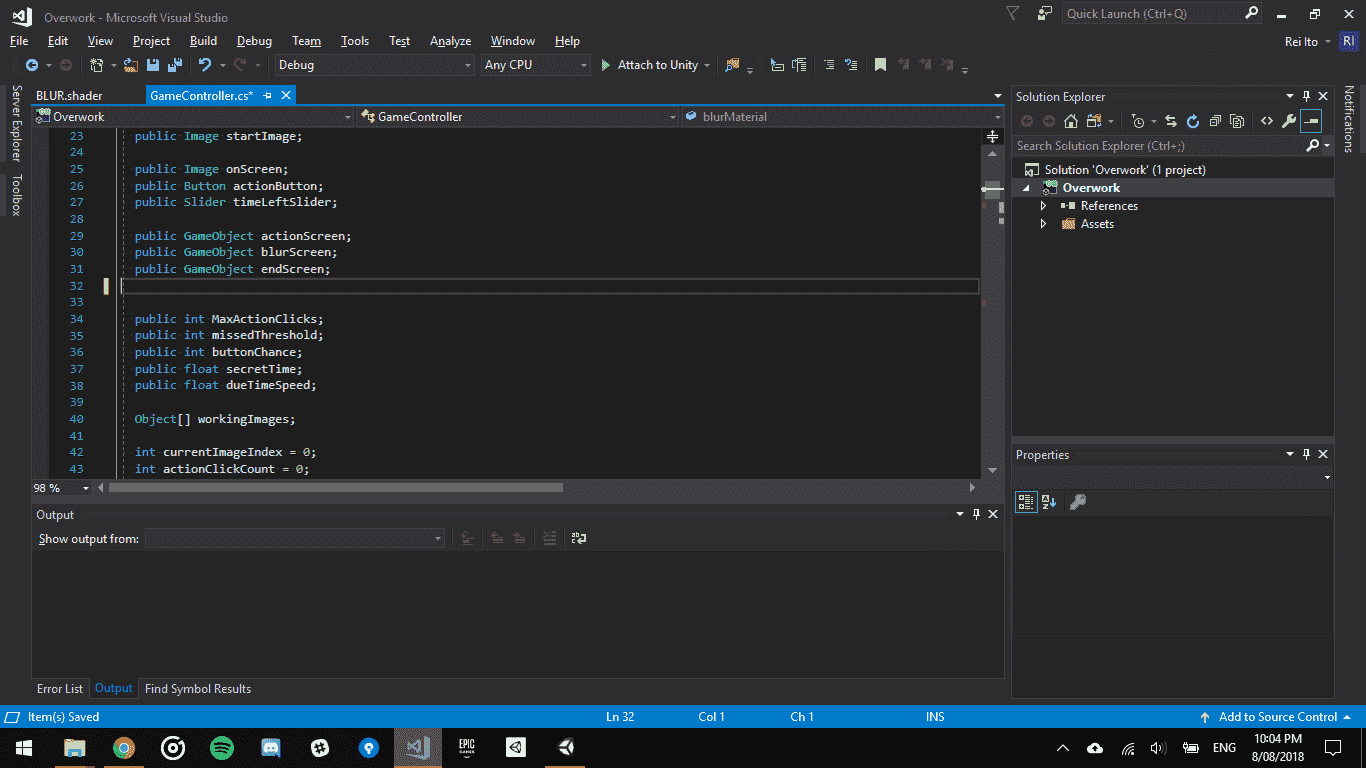 Overwork - Microsoft Visual Studio
Quick Launch (Ctrl+Q)
File Edit View Project Build Debug Team Tools Test Analyze Window Help
Rei Ito RI
Debug Any CPU Attach to Unity
Server Explorer
Toolbox
BLUR.shader GameController.cs*
Overwork GameController blurMaterial
23 public Image startImage;
24
25 public Image onScreen;
26 public Button actionButton;
27 public Slider timeLeftSlider;
28
29 public GameObject actionScreen;
30 public GameObject blurScreen;
31 public GameObject endScreen;
32
33
34 public int MaxActionClicks;
35 public int missedThreshold;
36 public int buttonChance;
37 public float secretTime;
38 public float dueTimeSpeed;
39
40 Object[] workingImages;
41
42 int currentImageIndex = 0;
43 int actionClickCount = 0;
98 %
Output
Show output from:
Error List Output Find Symbol Results
Solution Explorer
Search Solution Explorer (Ctrl+;)
Solution 'Overwork' (1 project)
Overwork
References
Assets
Properties
Notifications
Item(s) Saved Ln 32 Col 1 Ch 1 INS Add to Source Control
EPIC
GAMES
ENG
10:04 PM
8/08/2018